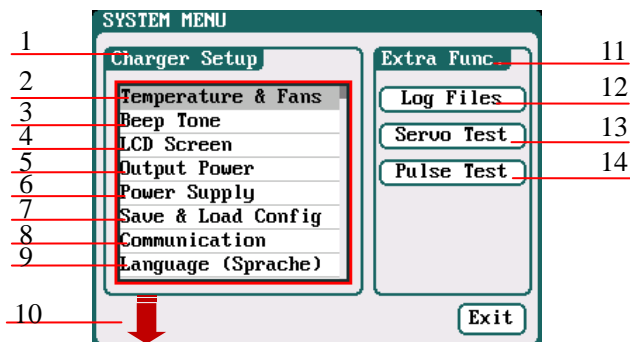 SYSTEM MENU
1 Charger Setup
2 Temperature & Fans
3 Beep Tone
4 LCD Screen
5 Output Power
6 Power Supply
7 Save & Load Config
8 Communication
9 Language (Sprache)
10
Extra Func. 11
Log Files 12
Servo Test 13
Pulse Test 14
Exit